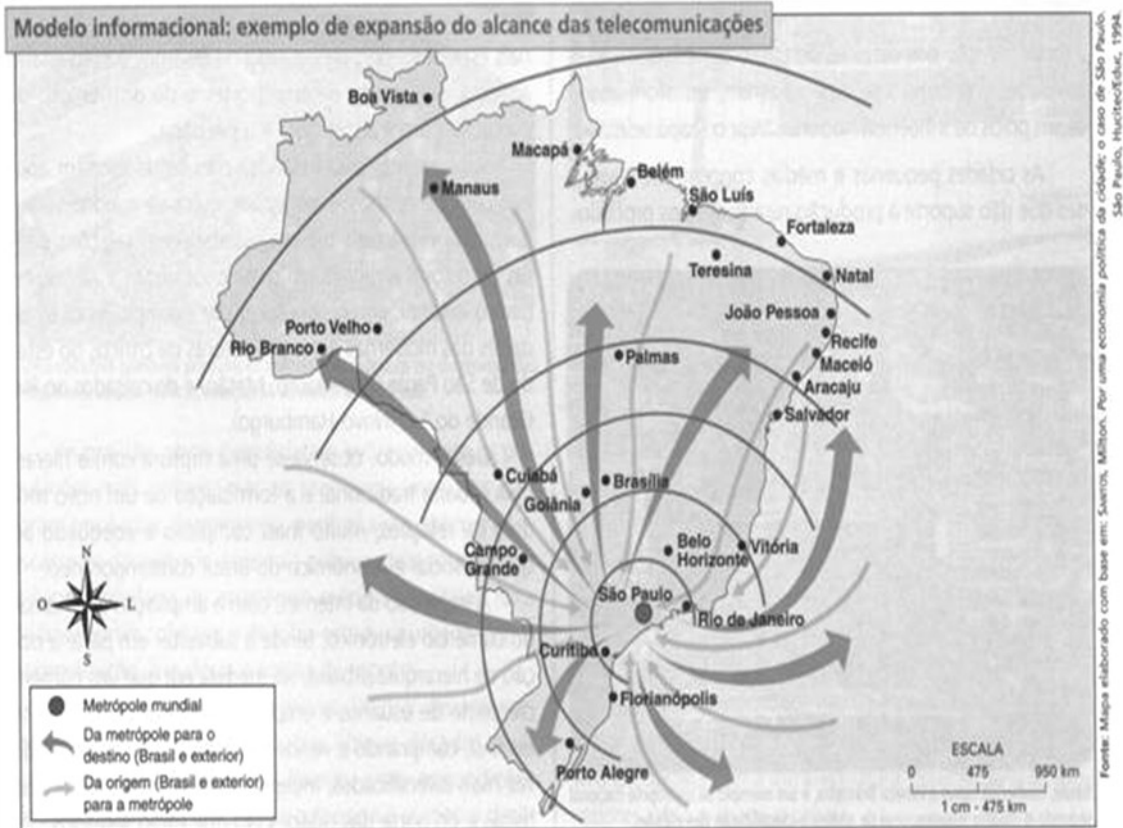 Modelo informacional: exemplo de expansão do alcance das telecomunicações
Boa Vista
Macapá
Belém
Manaus
São Luís
Fortaleza
Teresina
Natal
João Pessoa
Porto Velho
Recife
Rio Branco
Palmas
Maceió
Aracaju
Salvador
Cuiabá
Brasília
Goiânia
Campo
Grande
Belo
Horizonte
Vitória
São Paulo
Rio de Janeiro
Curitiba
Florianópolis
Porto Alegre
N
O
L
S
Metrópole mundial
Da metrópole para o
destino (Brasil e exterior)
Da origem (Brasil e exterior)
para a metrópole
ESCALA
0 475 950 km
1 cm - 475 km
Fonte: Mapa elaborado com base em: SANTOS, Milton. Por uma economia política da cidade: o caso de São Paulo.
São Paulo, Hucitec/Educ, 1994.